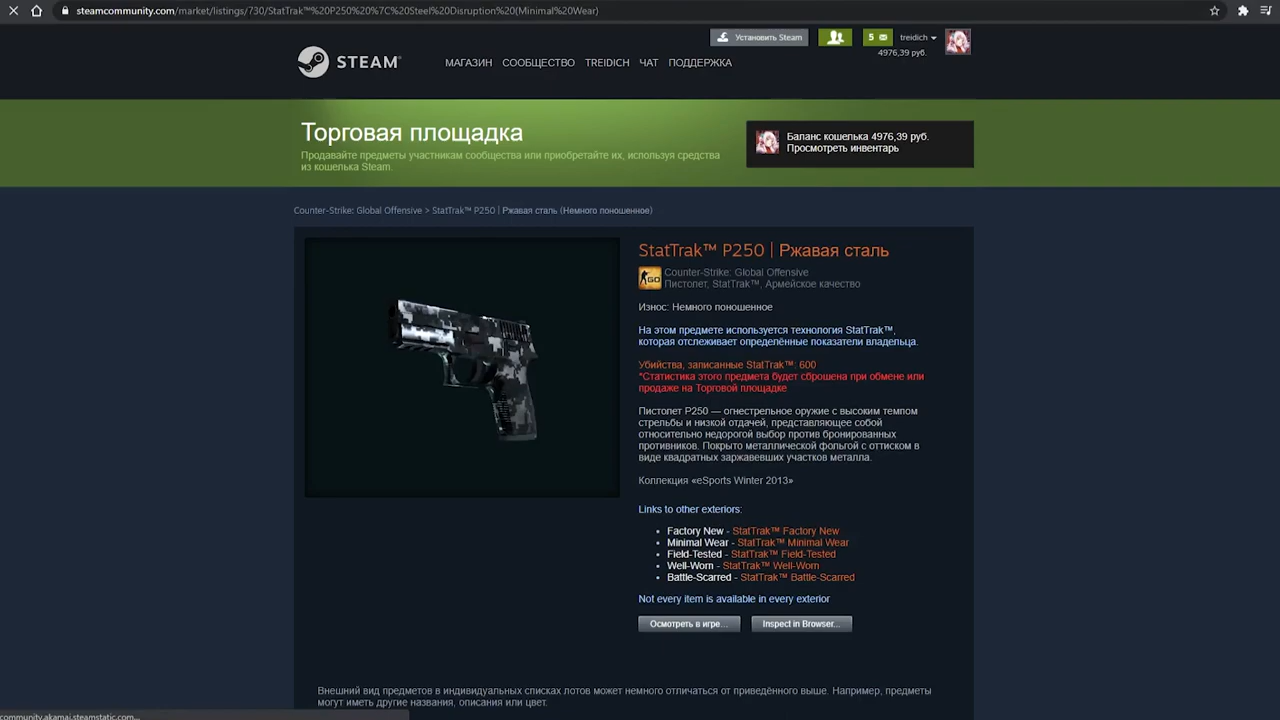 steamcommunity.com/market/listings/730/StatTrak™%20P250%20%7C%20Steel%20Disruption%20(Minimal%20Wear)
Установить Steam
5
treidich
4976,39 руб.
STEAM
МАГАЗИН СООБЩЕСТВО TREIDICH ЧАТ ПОДДЕРЖКА
Торговая площадка
Продавайте предметы участникам сообщества или приобретайте их, используя средства
из кошелька Steam.
Баланс кошелька 4976,39 руб.
Просмотреть инвентарь
Counter-Strike: Global Offensive > StatTrak™ P250 | Ржавая сталь (Немного поношенное)
StatTrak™ P250 | Ржавая сталь
GO
Counter-Strike: Global Offensive
Пистолет, StatTrak™, Армейское качество
Износ: Немного поношенное
На этом предмете используется технология StatTrak™,
которая отслеживает определённые показатели владельца.
Убийства, записанные StatTrak™: 600
*Статистика этого предмета будет сброшена при обмене или
продаже на Торговой площадке
Пистолет P250 — огнестрельное оружие с высоким темпом
стрельбы и низкой отдачей, представляющее собой
относительно недорогой выбор против бронированных
противников. Покрыто металлической фольгой с оттиском в
виде квадратных заржавевших участков металла.
Коллекция «eSports Winter 2013»
Links to other exteriors:
• Factory New - StatTrak™ Factory New
• Minimal Wear - StatTrak™ Minimal Wear
• Field-Tested - StatTrak™ Field-Tested
• Well-Worn - StatTrak™ Well-Worn
• Battle-Scarred - StatTrak™ Battle-Scarred
Not every item is available in every exterior
Осмотреть в игре...
Inspect in Browser...
Внешний вид предметов в индивидуальных списках лотов может немного отличаться от приведённого выше. Например, предметы
могут иметь другие названия, описания или цвет.
community.akamai.steamstatic.com...